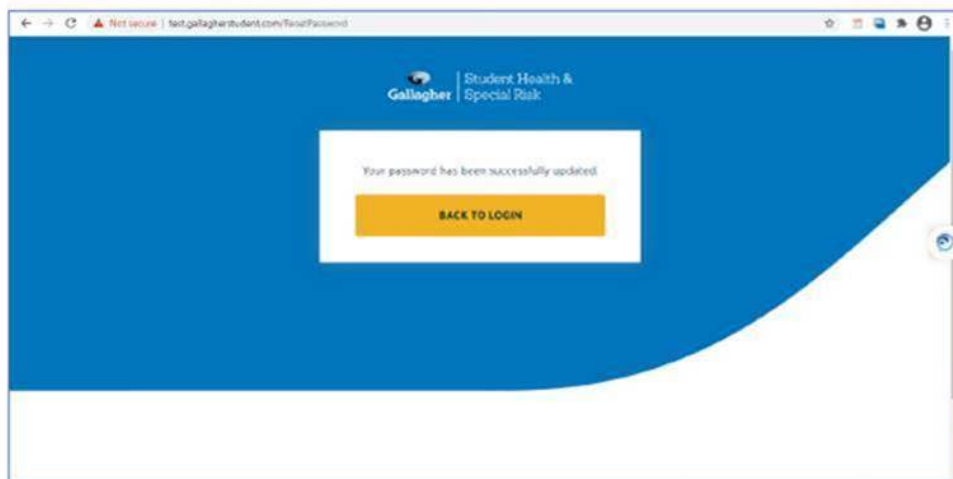 Not secure | test.gallagherstudent.com/ResetPassword
Gallagher
Student Health &
Special Risk
Your password has been successfully updated.
BACK TO LOGIN